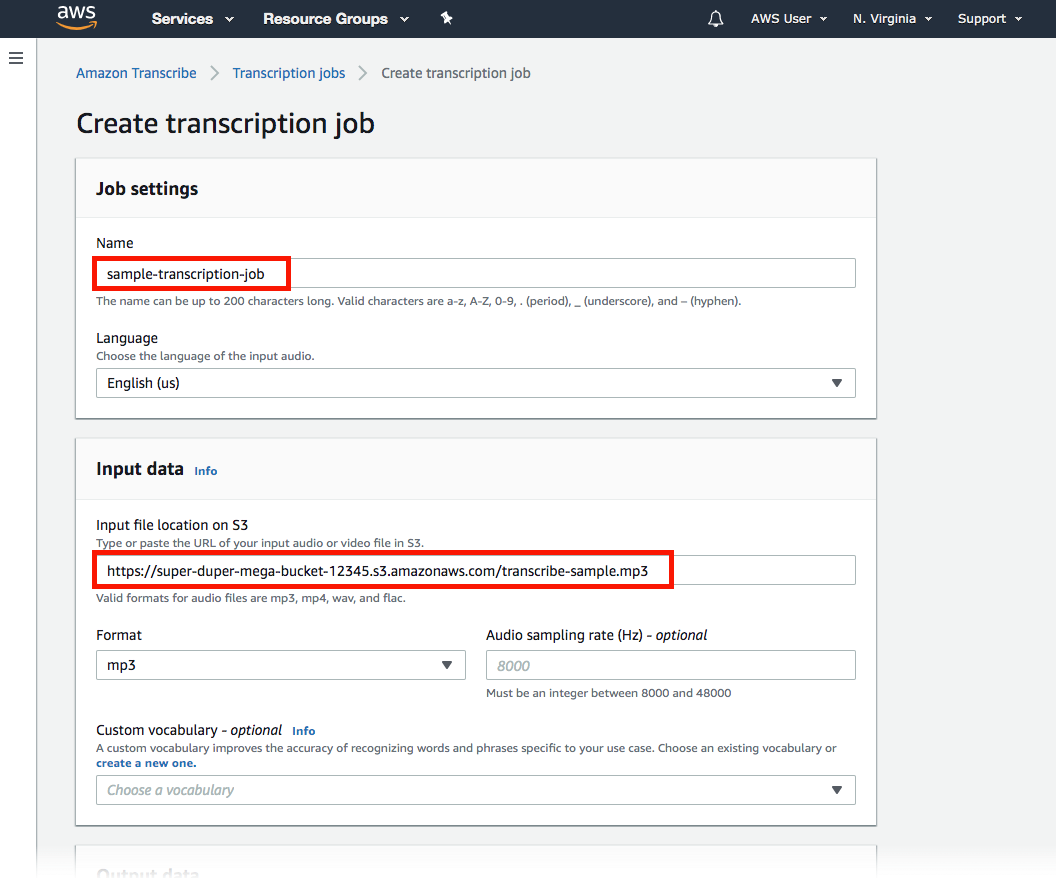 aws Services Resource Groups AWS User N. Virginia Support
Amazon Transcribe Transcription jobs Create transcription job
Create transcription job
Job settings
Name
sample-transcription-job
The name can be up to 200 characters long. Valid characters are a-z, A-Z, 0-9, . (period), _ (underscore), and – (hyphen).
Language
Choose the language of the input audio.
English (us)
Input data Info
Input file location on S3
Type or paste the URL of your input audio or video file in S3.
https://super-duper-mega-bucket-12345.s3.amazonaws.com/transcribe-sample.mp3
Valid formats for audio files are mp3, mp4, wav, and flac.
Format
mp3
Audio sampling rate (Hz) - optional
8000
Must be an integer between 8000 and 48000
Custom vocabulary - optional Info
A custom vocabulary improves the accuracy of recognizing words and phrases specific to your use case. Choose an existing vocabulary or
create a new one.
Choose a vocabulary
Output data